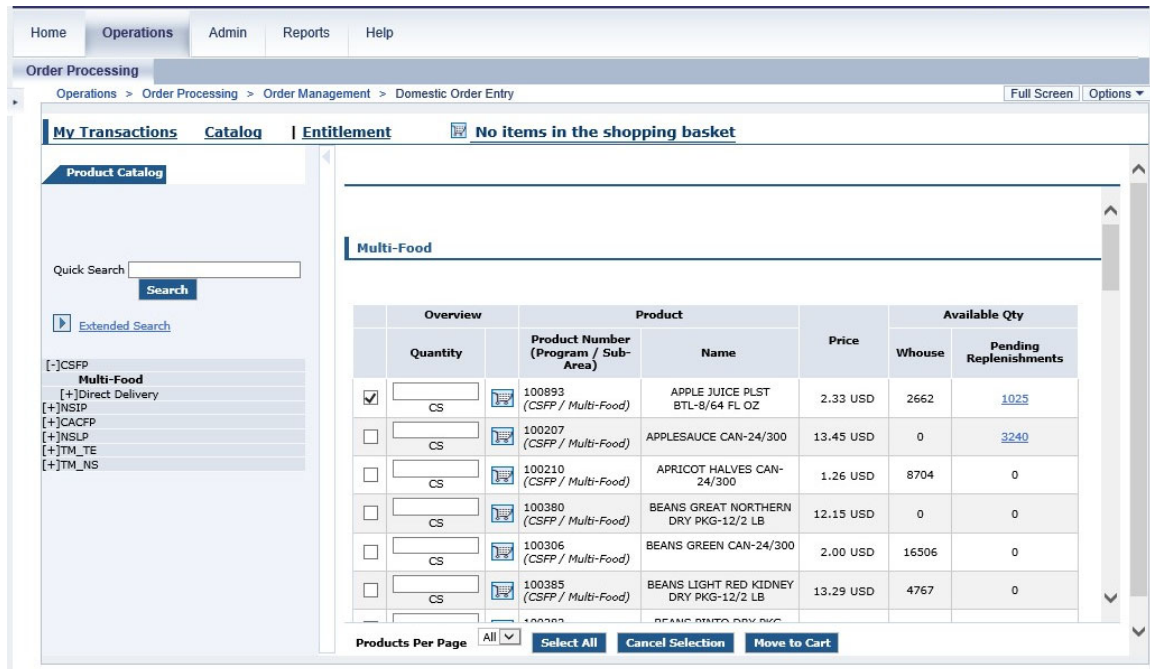 Home Operations Admin Reports Help
Order Processing
Operations > Order Processing > Order Management > Domestic Order Entry Full Screen Options
My Transactions Catalog | Entitlement No items in the shopping basket
Product Catalog
Multi-Food
Quick Search
Search
Extended Search
[-]CSFP
Multi-Food
[+]Direct Delivery
[+]NSIP
[+]CACFP
[+]NSLP
[+]TM_TE
[+]TM_NS
Overview Product Price Available Qty
Quantity Product Number (Program / Sub-Area) Name Whouse Pending Replenishments
CS 100893 (CSFP / Multi-Food) APPLE JUICE PLST BTL-8/64 FL OZ 2.33 USD 2662 1025
CS 100207 (CSFP / Multi-Food) APPLESAUCE CAN-24/300 13.45 USD 0 3240
CS 100210 (CSFP / Multi-Food) APRICOT HALVES CAN-24/300 1.26 USD 8704 0
CS 100380 (CSFP / Multi-Food) BEANS GREAT NORTHERN DRY PKG-12/2 LB 12.15 USD 0 0
CS 100306 (CSFP / Multi-Food) BEANS GREEN CAN-24/300 2.00 USD 16506 0
CS 100385 (CSFP / Multi-Food) BEANS LIGHT RED KIDNEY DRY PKG-12/2 LB 13.29 USD 4767 0
Products Per Page All Select All Cancel Selection Move to Cart